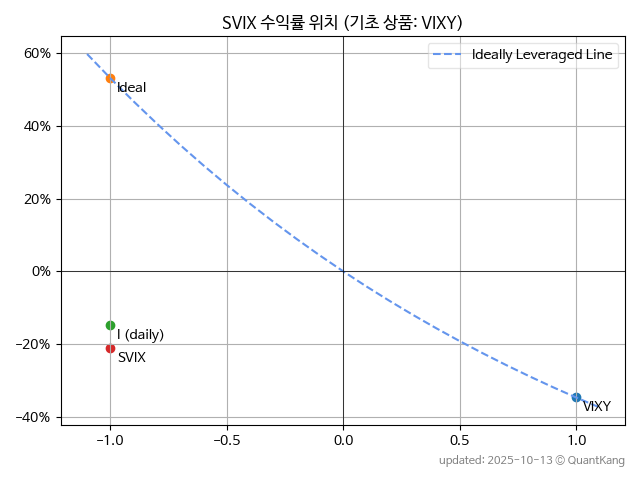 SVIX 수익률 위치 (기초 상품: VIXY)
60%
40%
20%
0%
−20%
−40%
−1.0
−0.5
0.0
0.5
1.0
Ideally Leveraged Line
Ideal
I (daily)
SVIX
VIXY
updated: 2025-10-13 © QuantKang